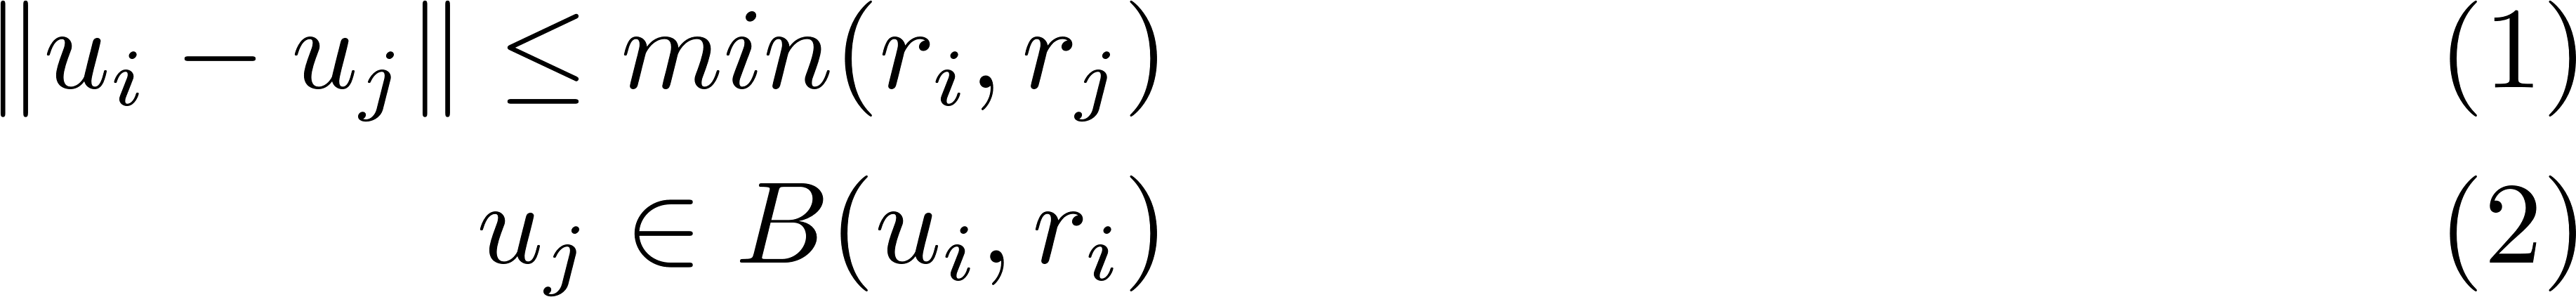 ‖u_i − u_j‖ ≤ min(r_i, r_j) (1)
u_j ∈ B(u_i, r_i) (2)